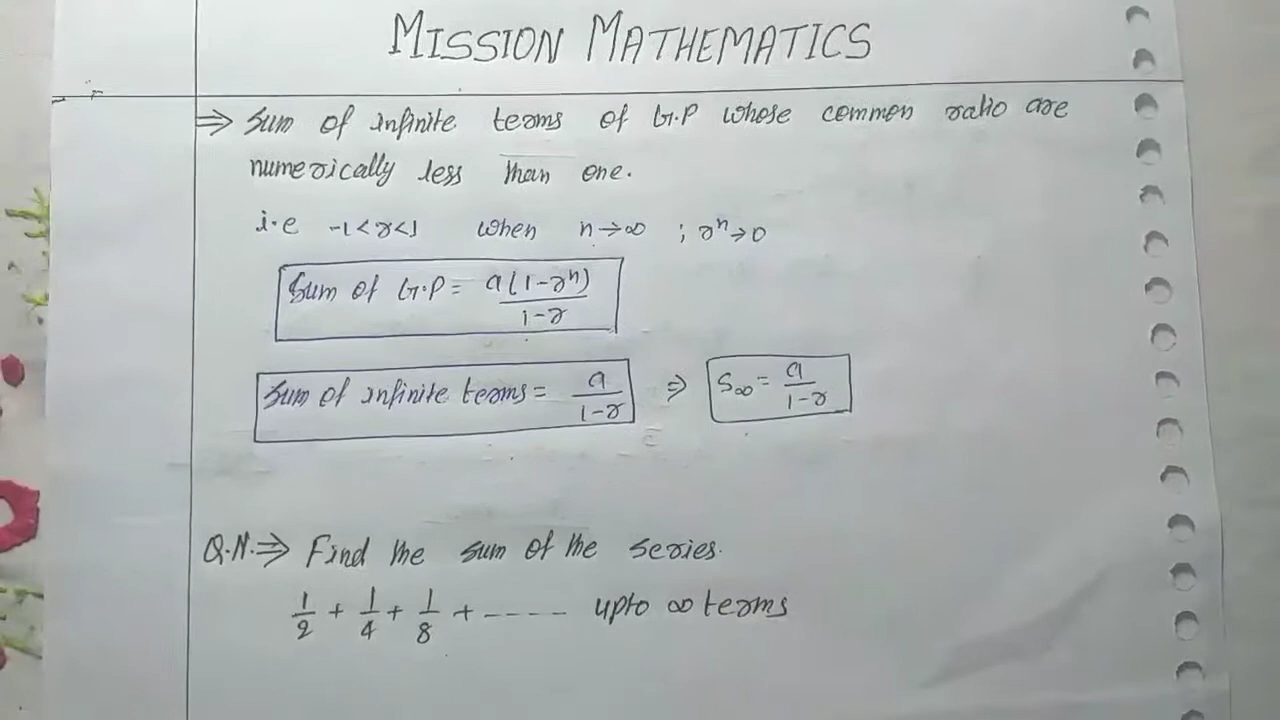 MISSION MATHEMATICS
⇒ Sum of infinite terms of G.P whose common ratio are
numerically less than one.
i.e -1<r<1 when n→∞ ; rⁿ→0
Sum of G.P = a(1-rⁿ)/1-r
Sum of infinite terms = a/1-r ⇒ S∞ = a/1-r
Q.N.⇒ Find the sum of the series.
1/2 + 1/4 + 1/8 + ----- upto ∞ terms